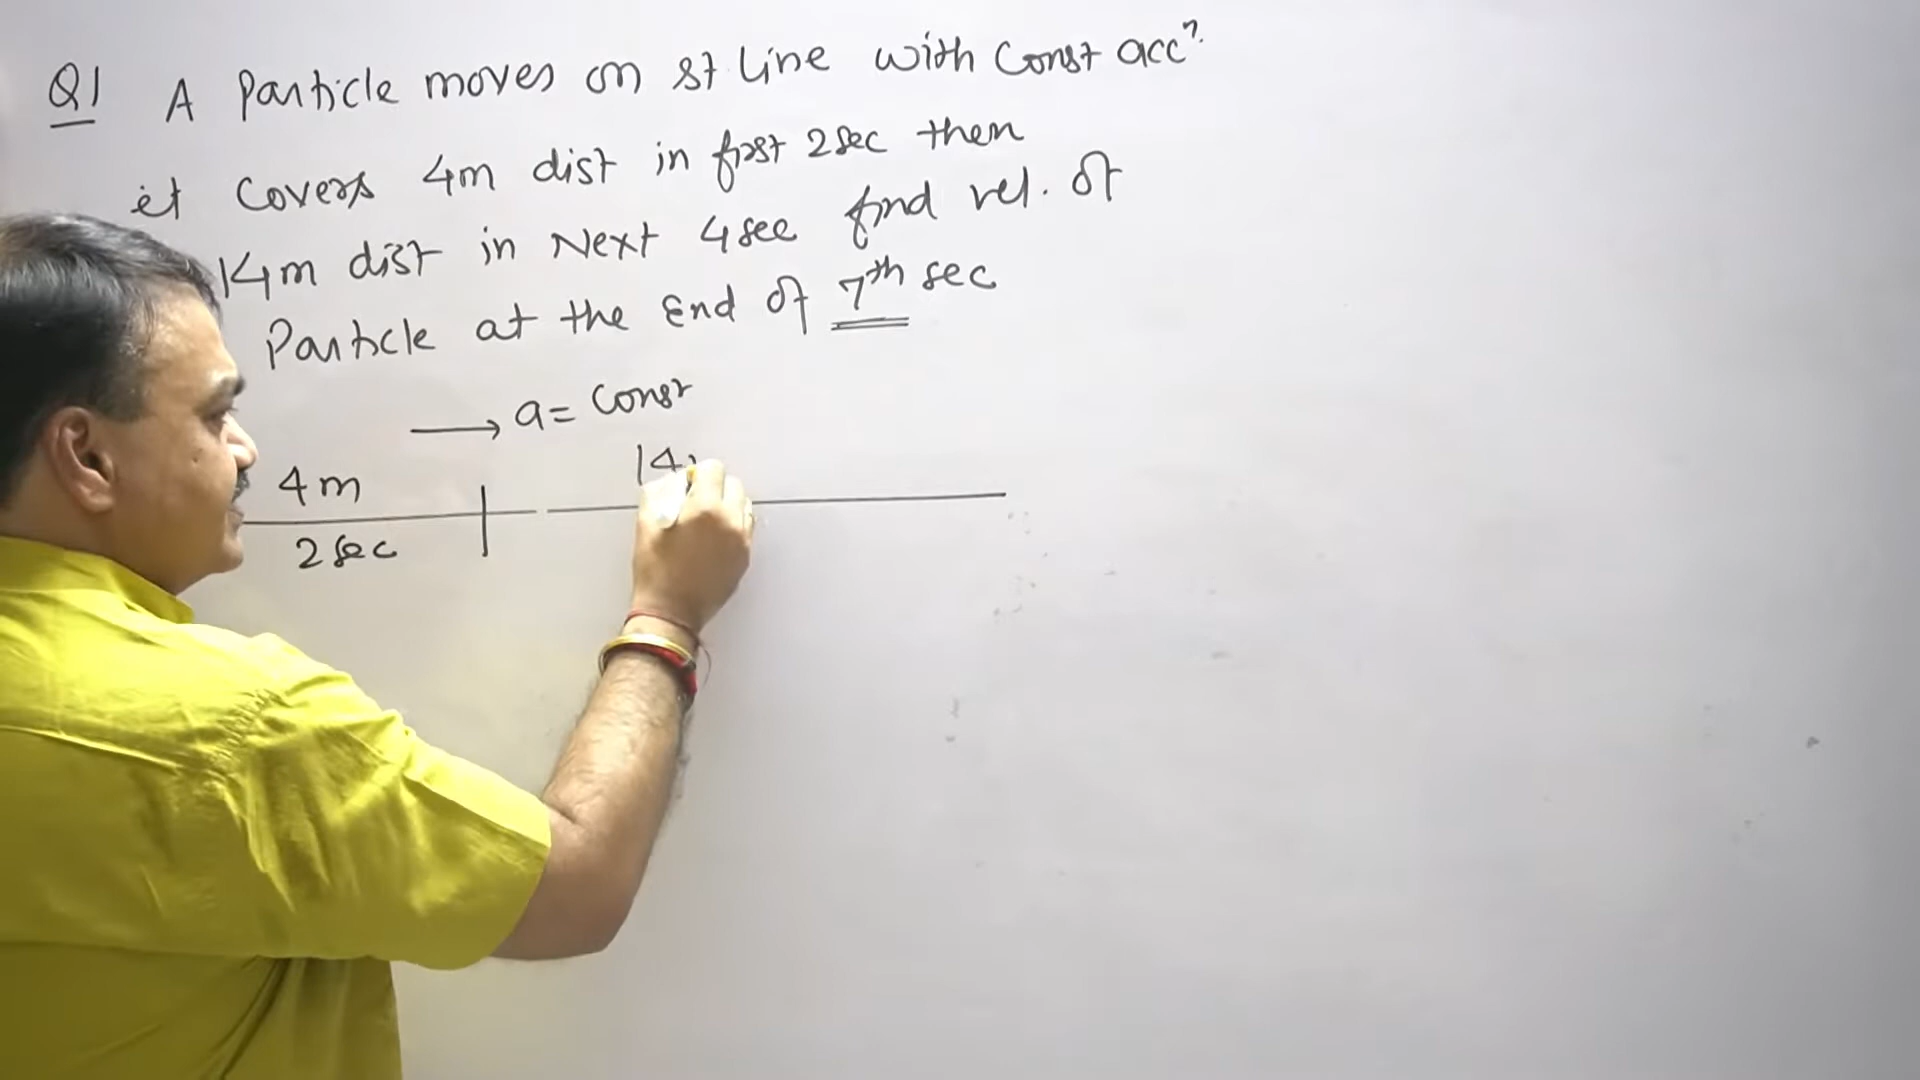 Q1 A Particle moves on st line with const accⁿ.
it covers 4m dist in first 2sec then
14m dist in Next 4sec find vel. of
Particle at the End of 7th sec
→ a = const
4m 14
2sec